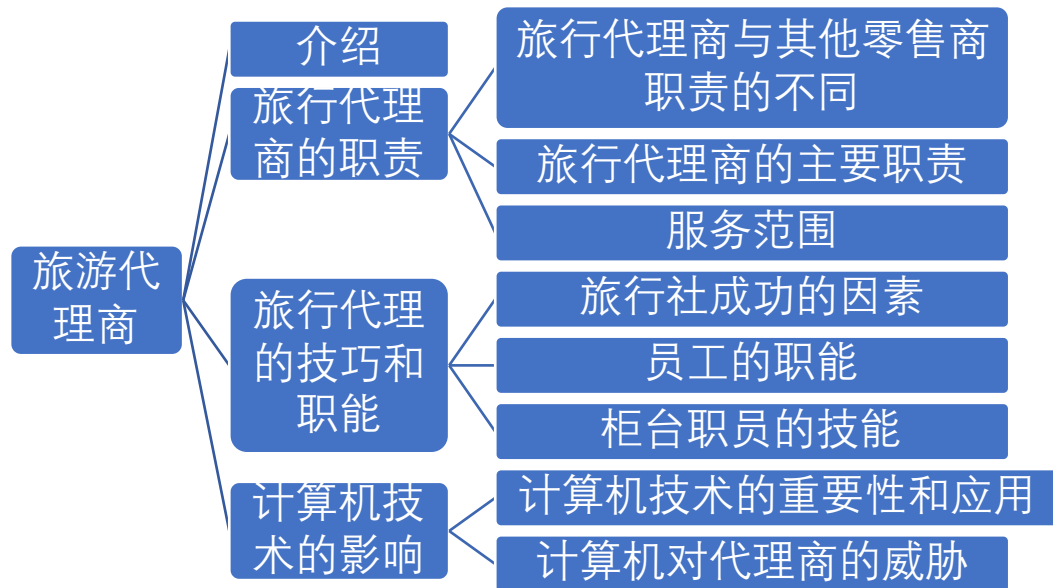 旅游代
理商
介绍
旅行代理
商的职责
旅行代理商与其他零售商
职责的不同
旅行代理商的主要职责
服务范围
旅行代理
的技巧和
职能
旅行社成功的因素
员工的职能
柜台职员的技能
计算机技
术的影响
计算机技术的重要性和应用
计算机对代理商的威胁